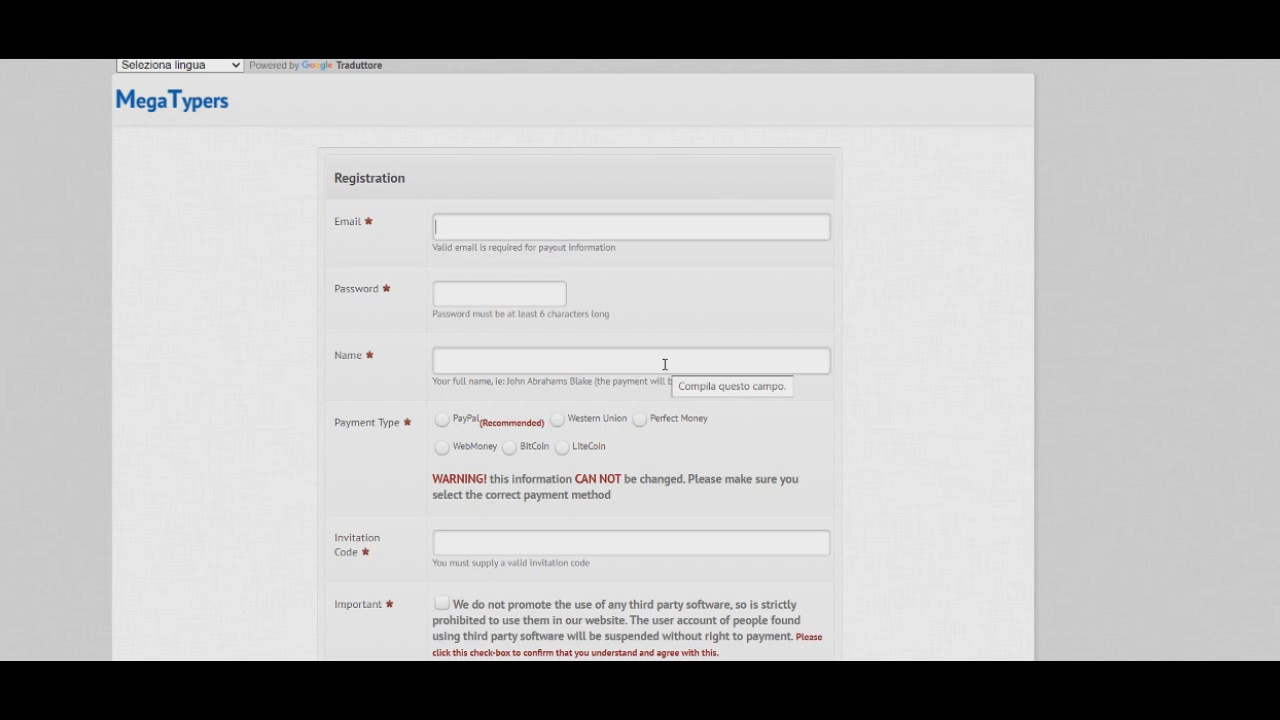 Seleziona lingua Powered by Google Traduttore
MegaTypers
Registration
Email *
Valid email is required for payout information
Password *
Password must be at least 6 characters long
Name *
Your full name, ie: John Abrahams Blake (the payment will
Compila questo campo.
Payment Type *
PayPal (Recommended) Western Union Perfect Money
WebMoney BitCoin LiteCoin
WARNING! this information CAN NOT be changed. Please make sure you
select the correct payment method
Invitation
Code *
You must supply a valid invitation code
Important *
We do not promote the use of any third party software, so is strictly
prohibited to use them in our website. The user account of people found
using third party software will be suspended without right to payment. Please
click this check-box to confirm that you understand and agree with this.